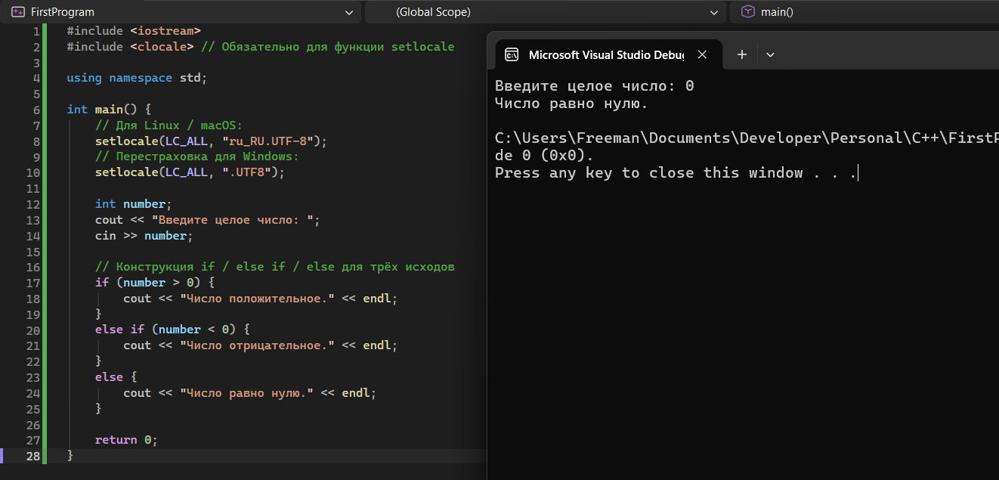 FirstProgram
(Global Scope)
main()
1 #include <iostream>
2 #include <clocale> // Обязательно для функции setlocale
3
4 using namespace std;
5
6 int main() {
7 // Для Linux / macOS:
8 setlocale(LC_ALL, "ru_RU.UTF-8");
9 // Перестраховка для Windows:
10 setlocale(LC_ALL, ".UTF8");
11
12 int number;
13 cout << "Введите целое число: ";
14 cin >> number;
15
16 // Конструкция if / else if / else для трёх исходов
17 if (number > 0) {
18 cout << "Число положительное." << endl;
19 }
20 else if (number < 0) {
21 cout << "Число отрицательное." << endl;
22 }
23 else {
24 cout << "Число равно нулю." << endl;
25 }
26
27 return 0;
28 }
Microsoft Visual Studio Debug
Введите целое число: 0
Число равно нулю.
C:\Users\Freeman\Documents\Developer\Personal\C++\FirstP
de 0 (0x0).
Press any key to close this window . . .